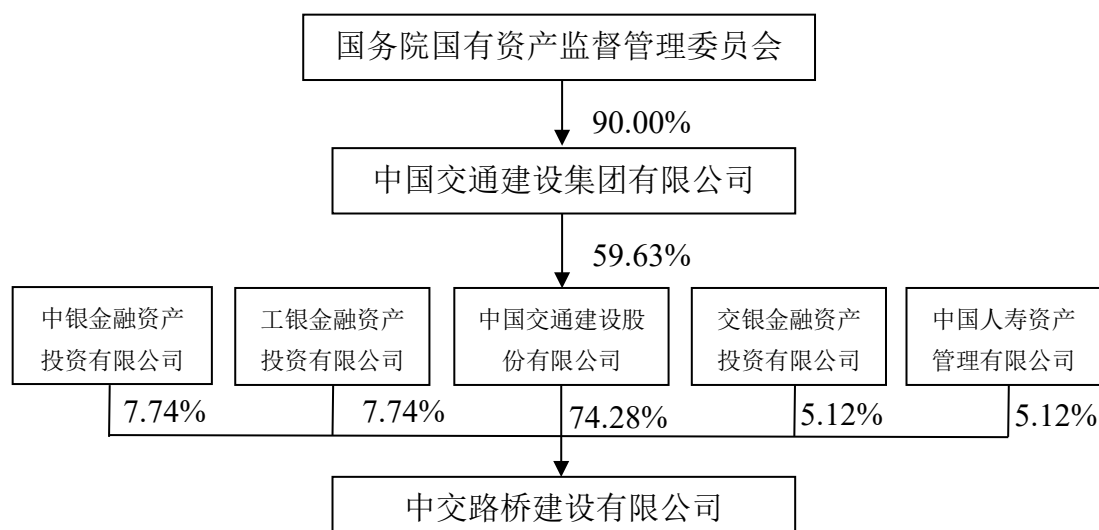 国务院国有资产监督管理委员会
90.00%
中国交通建设集团有限公司
59.63%
中银金融资产
投资有限公司
工银金融资产
投资有限公司
中国交通建设股
份有限公司
交银金融资产
投资有限公司
中国人寿资产
管理有限公司
7.74%
7.74%
74.28%
5.12%
5.12%
中交路桥建设有限公司